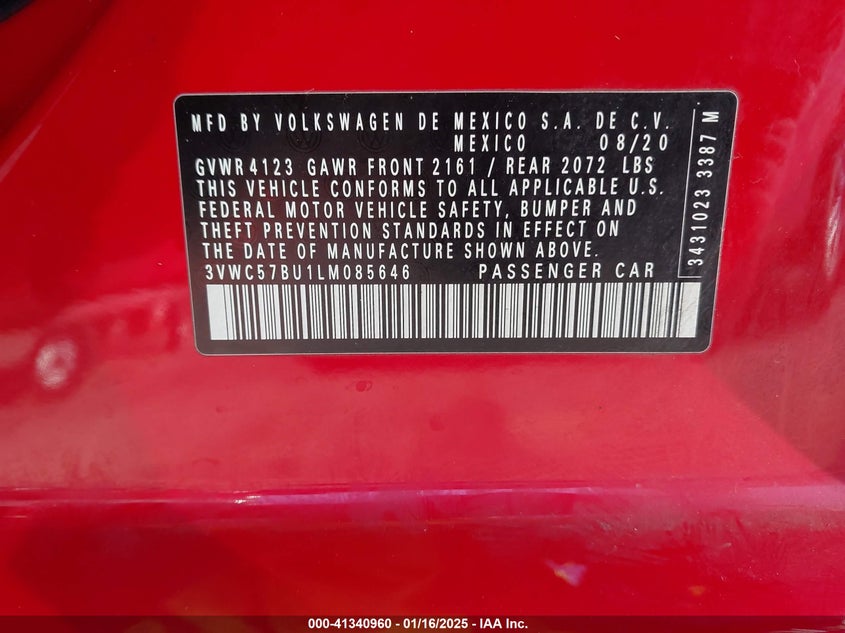 MFD BY VOLKSWAGEN DE MEXICO S.A. DE C.V.
MEXICO 08/20
GVWR 4123 GAWR FRONT 2161 / REAR 2072 LBS
THIS VEHICLE CONFORMS TO ALL APPLICABLE U.S.
FEDERAL MOTOR VEHICLE SAFETY, BUMPER AND
THEFT PREVENTION STANDARDS IN EFFECT ON
THE DATE OF MANUFACTURE SHOWN ABOVE.
3VWC57BU1LM085646 PASSENGER CAR
3431023 3387 M
000-41340960 - 01/16/2025 - IAA Inc.